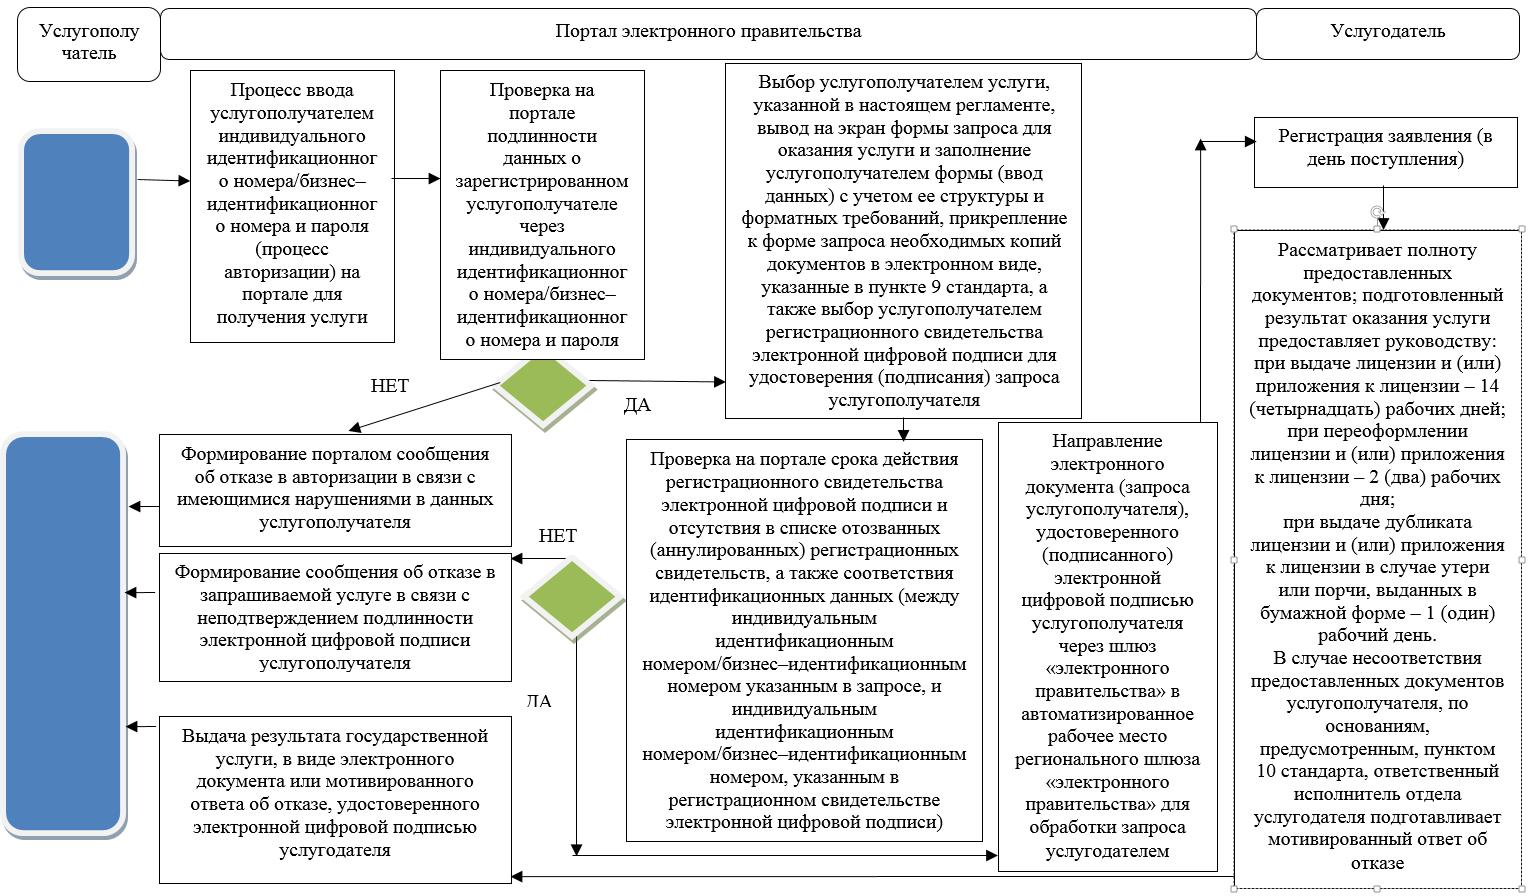 Услугополу
чатель
Портал электронного правительства
Услугодатель
Процесс ввода
услугополучателем
индивидуального
идентификационног
о номера/бизнес–
идентификационног
о номера и пароля
(процесс
авторизации) на
портале для
получения услуги
Проверка на
портале
подлинности
данных о
зарегистрированном
услугополучателе
через
индивидуального
идентификационног
о номера/бизнес–
идентификационног
о номера и пароля
Выбор услугополучателем услуги,
указанной в настоящем регламенте,
вывод на экран формы запроса для
оказания услуги и заполнение
услугополучателем формы (ввод
данных) с учетом ее структуры и
форматных требований, прикрепление
к форме запроса необходимых копий
документов в электронном виде,
указанные в пункте 9 стандарта, а
также выбор услугополучателем
регистрационного свидетельства
электронной цифровой подписи для
удостоверения (подписания) запроса
услугополучателя
Регистрация заявления (в
день поступления)
Рассматривает полноту
предоставленных
документов; подготовленный
результат оказания услуги
предоставляет руководству:
при выдаче лицензии и (или)
приложения к лицензии – 14
(четырнадцать) рабочих дней;
при переоформлении
лицензии и (или) приложения
к лицензии – 2 (два) рабочих
дня;
при выдаче дубликата
лицензии и (или) приложения
к лицензии в случае утери
или порчи, выданных в
бумажной форме – 1 (один)
рабочий день.
В случае несоответствия
предоставленных документов
услугополучателя, по
основаниям,
предусмотренным, пунктом
10 стандарта, ответственный
исполнитель отдела
услугодателя подготавливает
мотивированный ответ об
отказе
НЕТ
ДА
Формирование порталом сообщения
об отказе в авторизации в связи с
имеющимися нарушениями в данных
услугополучателя
НЕТ
Формирование сообщения об отказе в
запрашиваемой услуге в связи с
неподтверждением подлинности
электронной цифровой подписи
услугополучателя
ДА
Выдача результата государственной
услуги, в виде электронного
документа или мотивированного
ответа об отказе, удостоверенного
электронной цифровой подписью
услугодателя
Проверка на портале срока действия
регистрационного свидетельства
электронной цифровой подписи и
отсутствия в списке отозванных
(аннулированных) регистрационных
свидетельств, а также соответствия
идентификационных данных (между
индивидуальным
идентификационным
номером/бизнес–идентификационным
номером указанным в запросе, и
индивидуальным
идентификационным
номером/бизнес–идентификационным
номером, указанным в
регистрационном свидетельстве
электронной цифровой подписи)
Направление
электронного
документа (запроса
услугополучателя),
удостоверенного
(подписанного)
электронной
цифровой подписью
услугополучателя
через шлюз
«электронного
правительства» в
автоматизированное
рабочее место
регионального шлюза
«электронного
правительства» для
обработки запроса
услугодателем